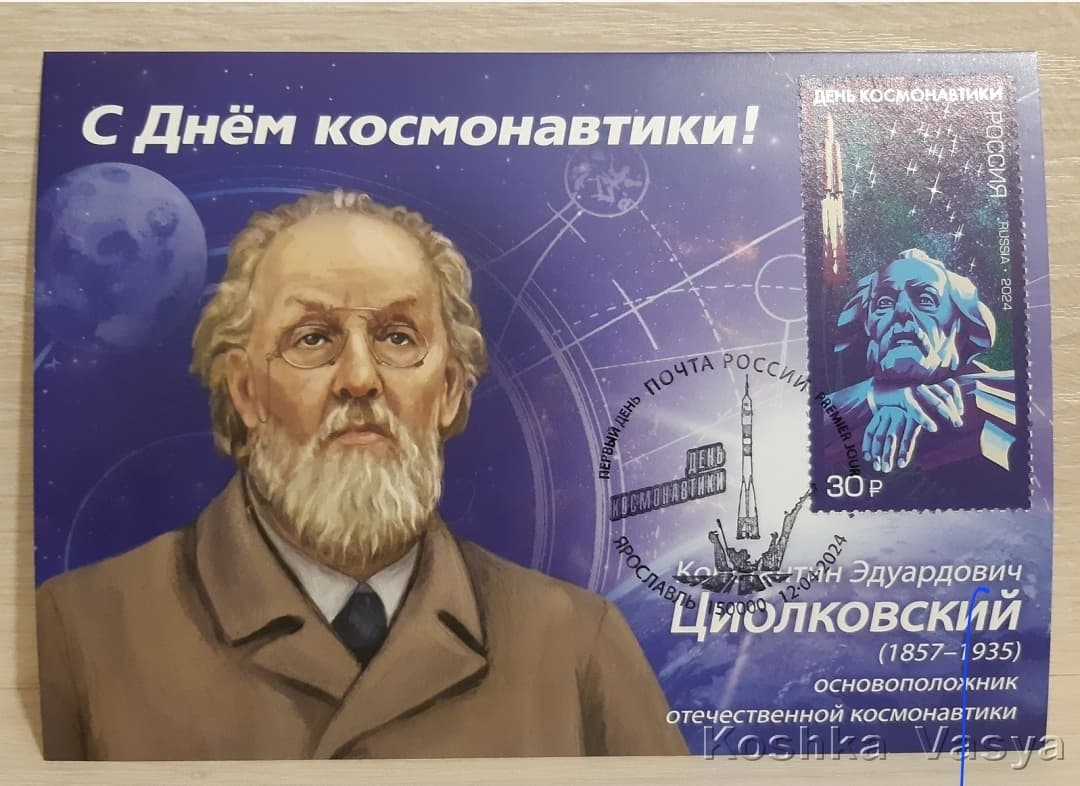 С Днём космонавтики!
ДЕНЬ КОСМОНАВТИКИ
РОССИЯ
RUSSIA · 2024
30 ₽
ПЕРВЫЙ ДЕНЬ ПОЧТА РОССИИ PREMIER JOUR
ДЕНЬ
КОСМОНАВТИКИ
ЯРОСЛАВЛЬ 150000 12·04·2024
Константин Эдуардович
Циолковский
(1857–1935)
основоположник
отечественной космонавтики
Koshka Vasya